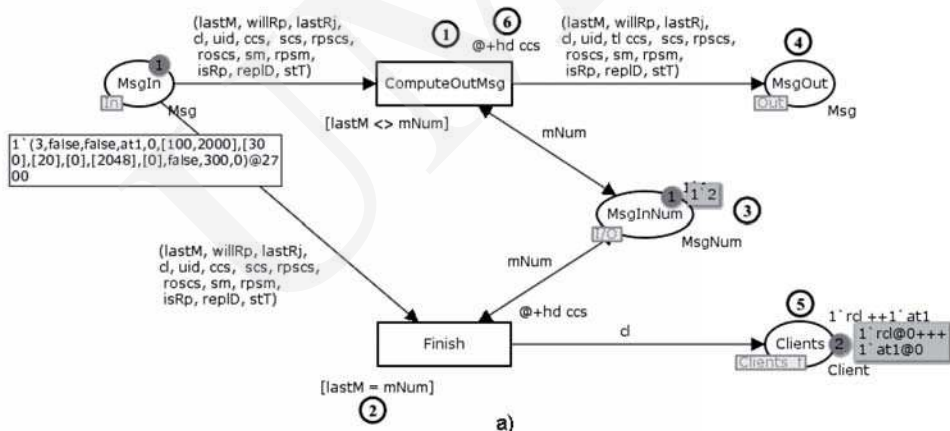 (lastM, willRp, lastRj,
cl, uid, ccs, scs, rpscs,
roscs, sm, rpsm,
isRp, replD, stT)
1
6
@+hd ccs
(lastM, willRp, lastRj,
cl, uid, tl ccs, scs, rpscs,
roscs, sm, rpsm,
isRp, replD, stT)
4
1
MsgIn
In
Msg
ComputeOutMsg
[lastM <> mNum]
MsgOut
Out
Msg
1`(3,false,false,at1,0,[100,2000],[30
0],[20],[0],[2048],[0],false,300,0)@27
00
mNum
1
1`2
MsgInNum
I/O
MsgNum
3
(lastM, willRp, lastRj,
cl, uid, ccs, scs, rpscs,
roscs, sm, rpsm,
isRp, replD, stT)
mNum
@+hd ccs
Finish
[lastM = mNum]
2
cl
5
1`rcl ++1`at1
Clients
2
1`rcl@0+++
1`at1@0
Client
a)